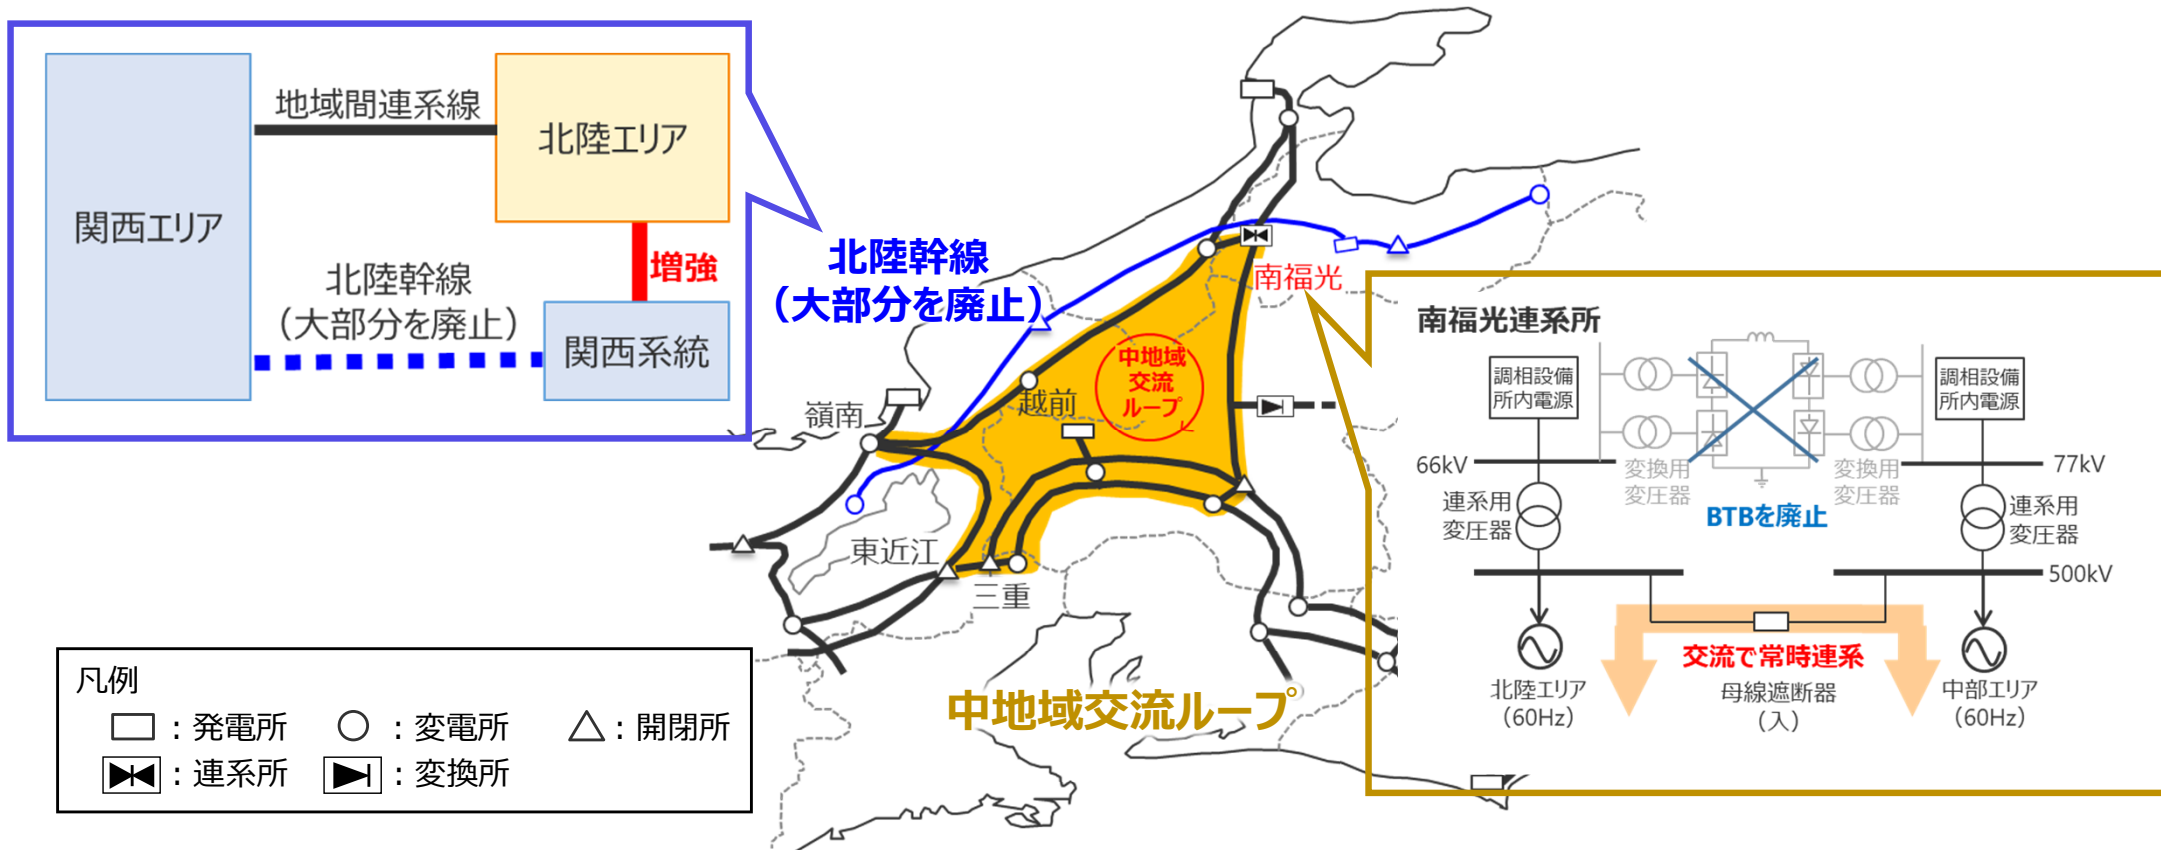 地域間連系線
北陸エリア
関西エリア
増強
北陸幹線
（大部分を廃止）
関西系統
北陸幹線
（大部分を廃止）
南福光
中地域
交流
ループ
越前
嶺南
東近江
三重
中地域交流ループ
南福光連系所
調相設備
所内電源
調相設備
所内電源
66kV
変換用
変圧器
変換用
変圧器
77kV
連系用
変圧器
BTBを廃止
連系用
変圧器
500kV
交流で常時連系
北陸エリア
（60Hz）
母線遮断器
（入）
中部エリア
（60Hz）
凡例
：発電所
：変電所
：開閉所
：連系所
：変換所